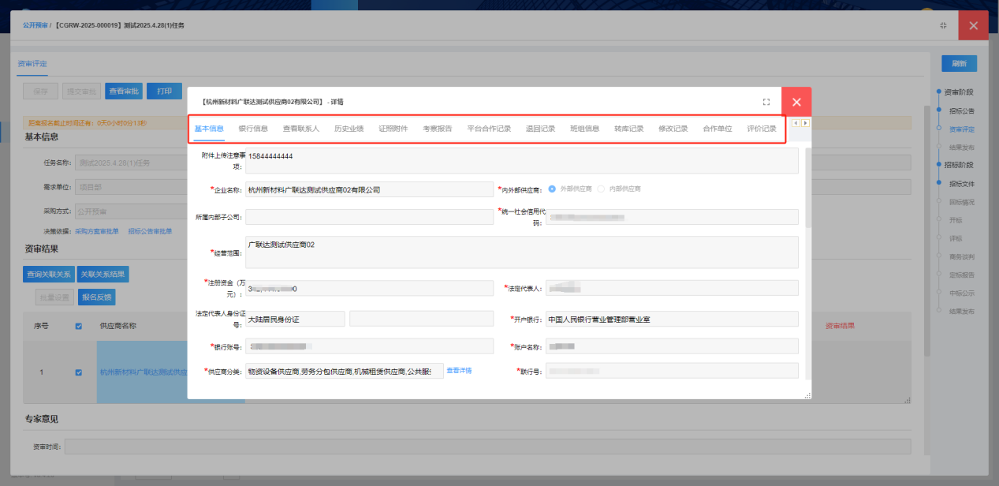 公开预审 / 【CGRW-2025-000019】测试2025.4.28(1)任务
资审评定
刷新
保存 提交审批 查看审批 打印
距离报名截止时间还有：0天0小时0分13秒
基本信息
任务名称: 测试2025.4.28(1)任务
需求单位: 项目部
采购方式: 公开预审
决策依据: 采购方案审批单 招标公告审批单
资审结果
查询关联关系 关联关系结果
批量设置 报名反馈
序号 供应商名称 资审结果
1 杭州新材料广联达测试供应
专家意见
资审时间:
【杭州新材料广联达测试供应商02有限公司】 - 详情
基本信息 银行信息 查看联系人 历史业绩 证照附件 考察报告 平台合作记录 退回记录 班组信息 转库记录 修改记录 合作单位 评价记录
附件上传注意事项: 15844444444
*企业名称: 杭州新材料广联达测试供应商02有限公司 *内外部供应商: 外部供应商 内部供应商
所属内部子公司: *统一社会信用代码:
*经营范围: 广联达测试供应商02
*注册资金（万元）: *法定代表人:
法定代表人身份证号: 大陆居民身份证 *开户银行: 中国人民银行营业管理部营业室
*银行账号: *账户名称:
*供应商分类: 物资设备供应商,劳务分包供应商,机械租赁供应商,公共服 查看详情 *联行号:
资审阶段
招标公告
资审评定
结果发布
招标阶段
招标文件
回标情况
开标
评标
商务谈判
定标报告
中标公示
结果发布